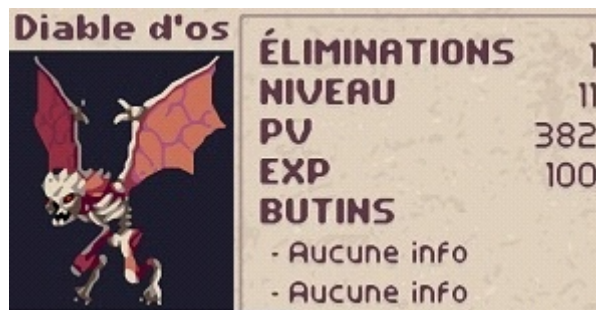 Diable d'os
ÉLIMINATIONS 1
NIVEAU 11
PV 382
EXP 100
BUTINS
- Aucune info
- Aucune info